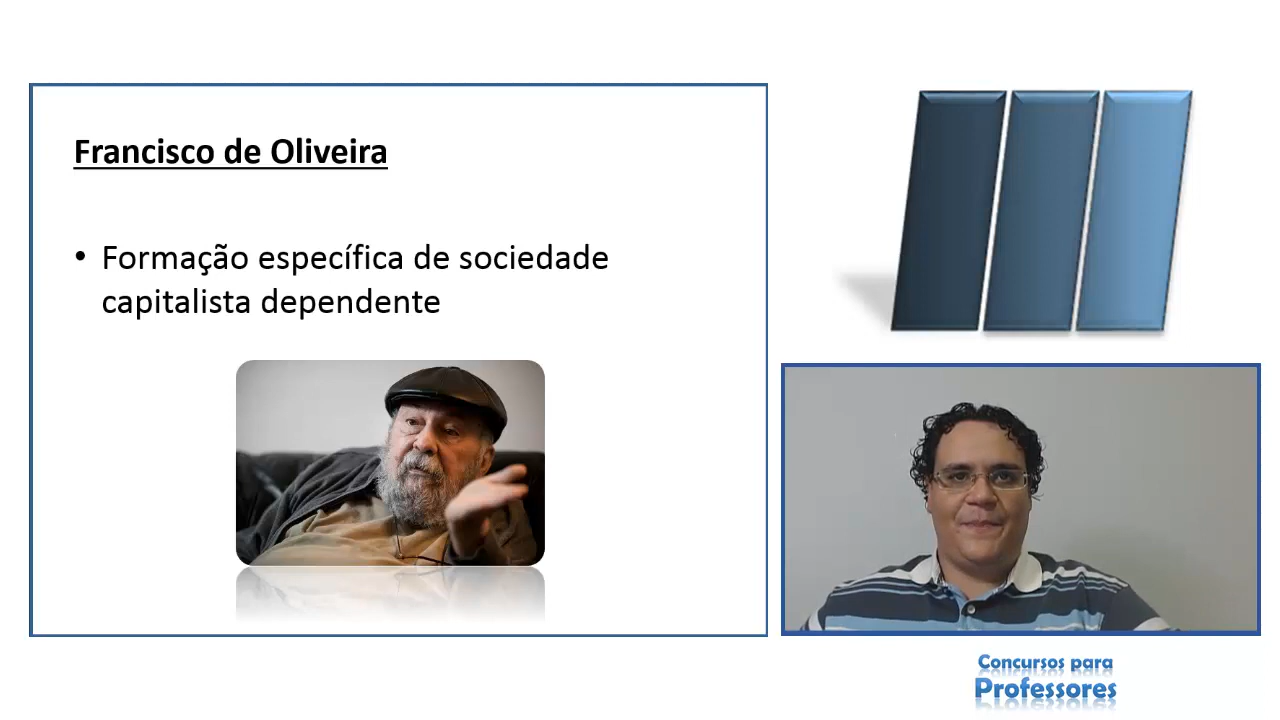 Francisco de Oliveira
• Formação específica de sociedade
capitalista dependente
Concursos para
Professores